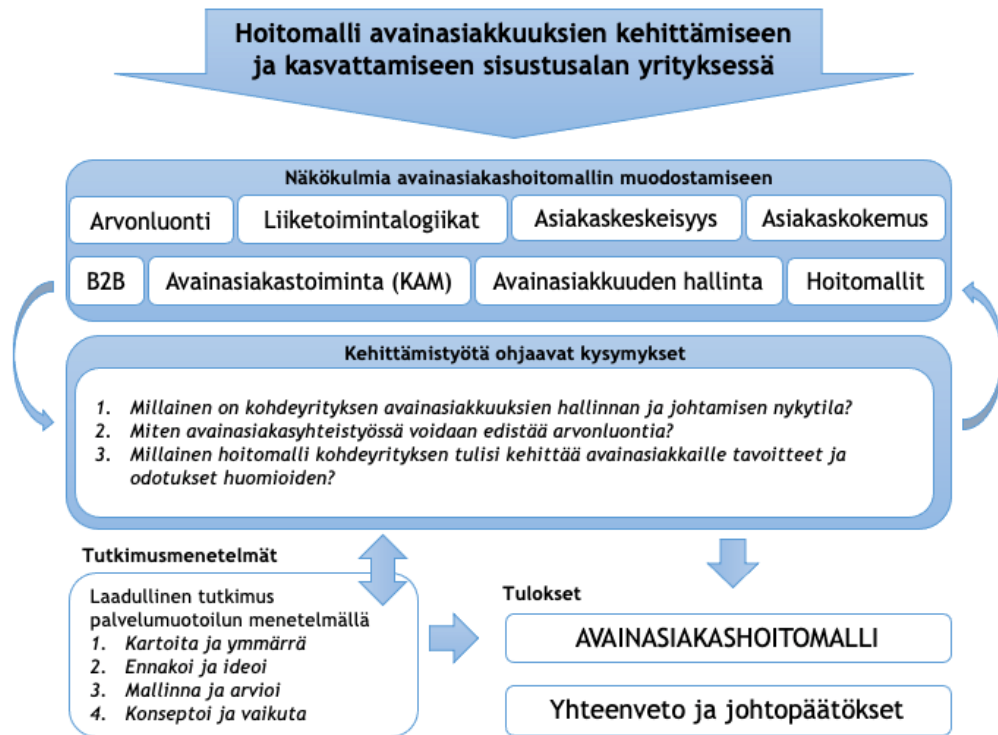 Hoitomalli avainasiakkuuksien kehittämiseen
ja kasvattamiseen sisustusalan yrityksessä
Näkökulmia avainasiakashoitomallin muodostamiseen
Arvonluonti
Liiketoimintalogiikat
Asiakaskeskeisyys
Asiakaskokemus
B2B
Avainasiakastoiminta (KAM)
Avainasiakkuuden hallinta
Hoitomallit
Kehittämistyötä ohjaavat kysymykset
1. Millainen on kohdeyrityksen avainasiakkuuksien hallinnan ja johtamisen nykytila?
2. Miten avainasiakasyhteistyössä voidaan edistää arvonluontia?
3. Millainen hoitomalli kohdeyrityksen tulisi kehittää avainasiakkaille tavoitteet ja
odotukset huomioiden?
Tutkimusmenetelmät
Laadullinen tutkimus
palvelumuotoilun menetelmällä
1. Kartoita ja ymmärrä
2. Ennakoi ja ideoi
3. Mallinna ja arvioi
4. Konseptoi ja vaikuta
Tulokset
AVAINASIAKASHOITOMALLI
Yhteenveto ja johtopäätökset